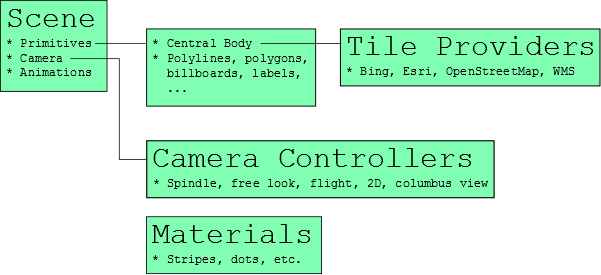 Scene
* Primitives
* Camera
* Animations
* Central Body
* Polylines, polygons,
billboards, labels,
...
Tile Providers
* Bing, Esri, OpenStreetMap, WMS
Camera Controllers
* Spindle, free look, flight, 2D, columbus view
Materials
* Stripes, dots, etc.